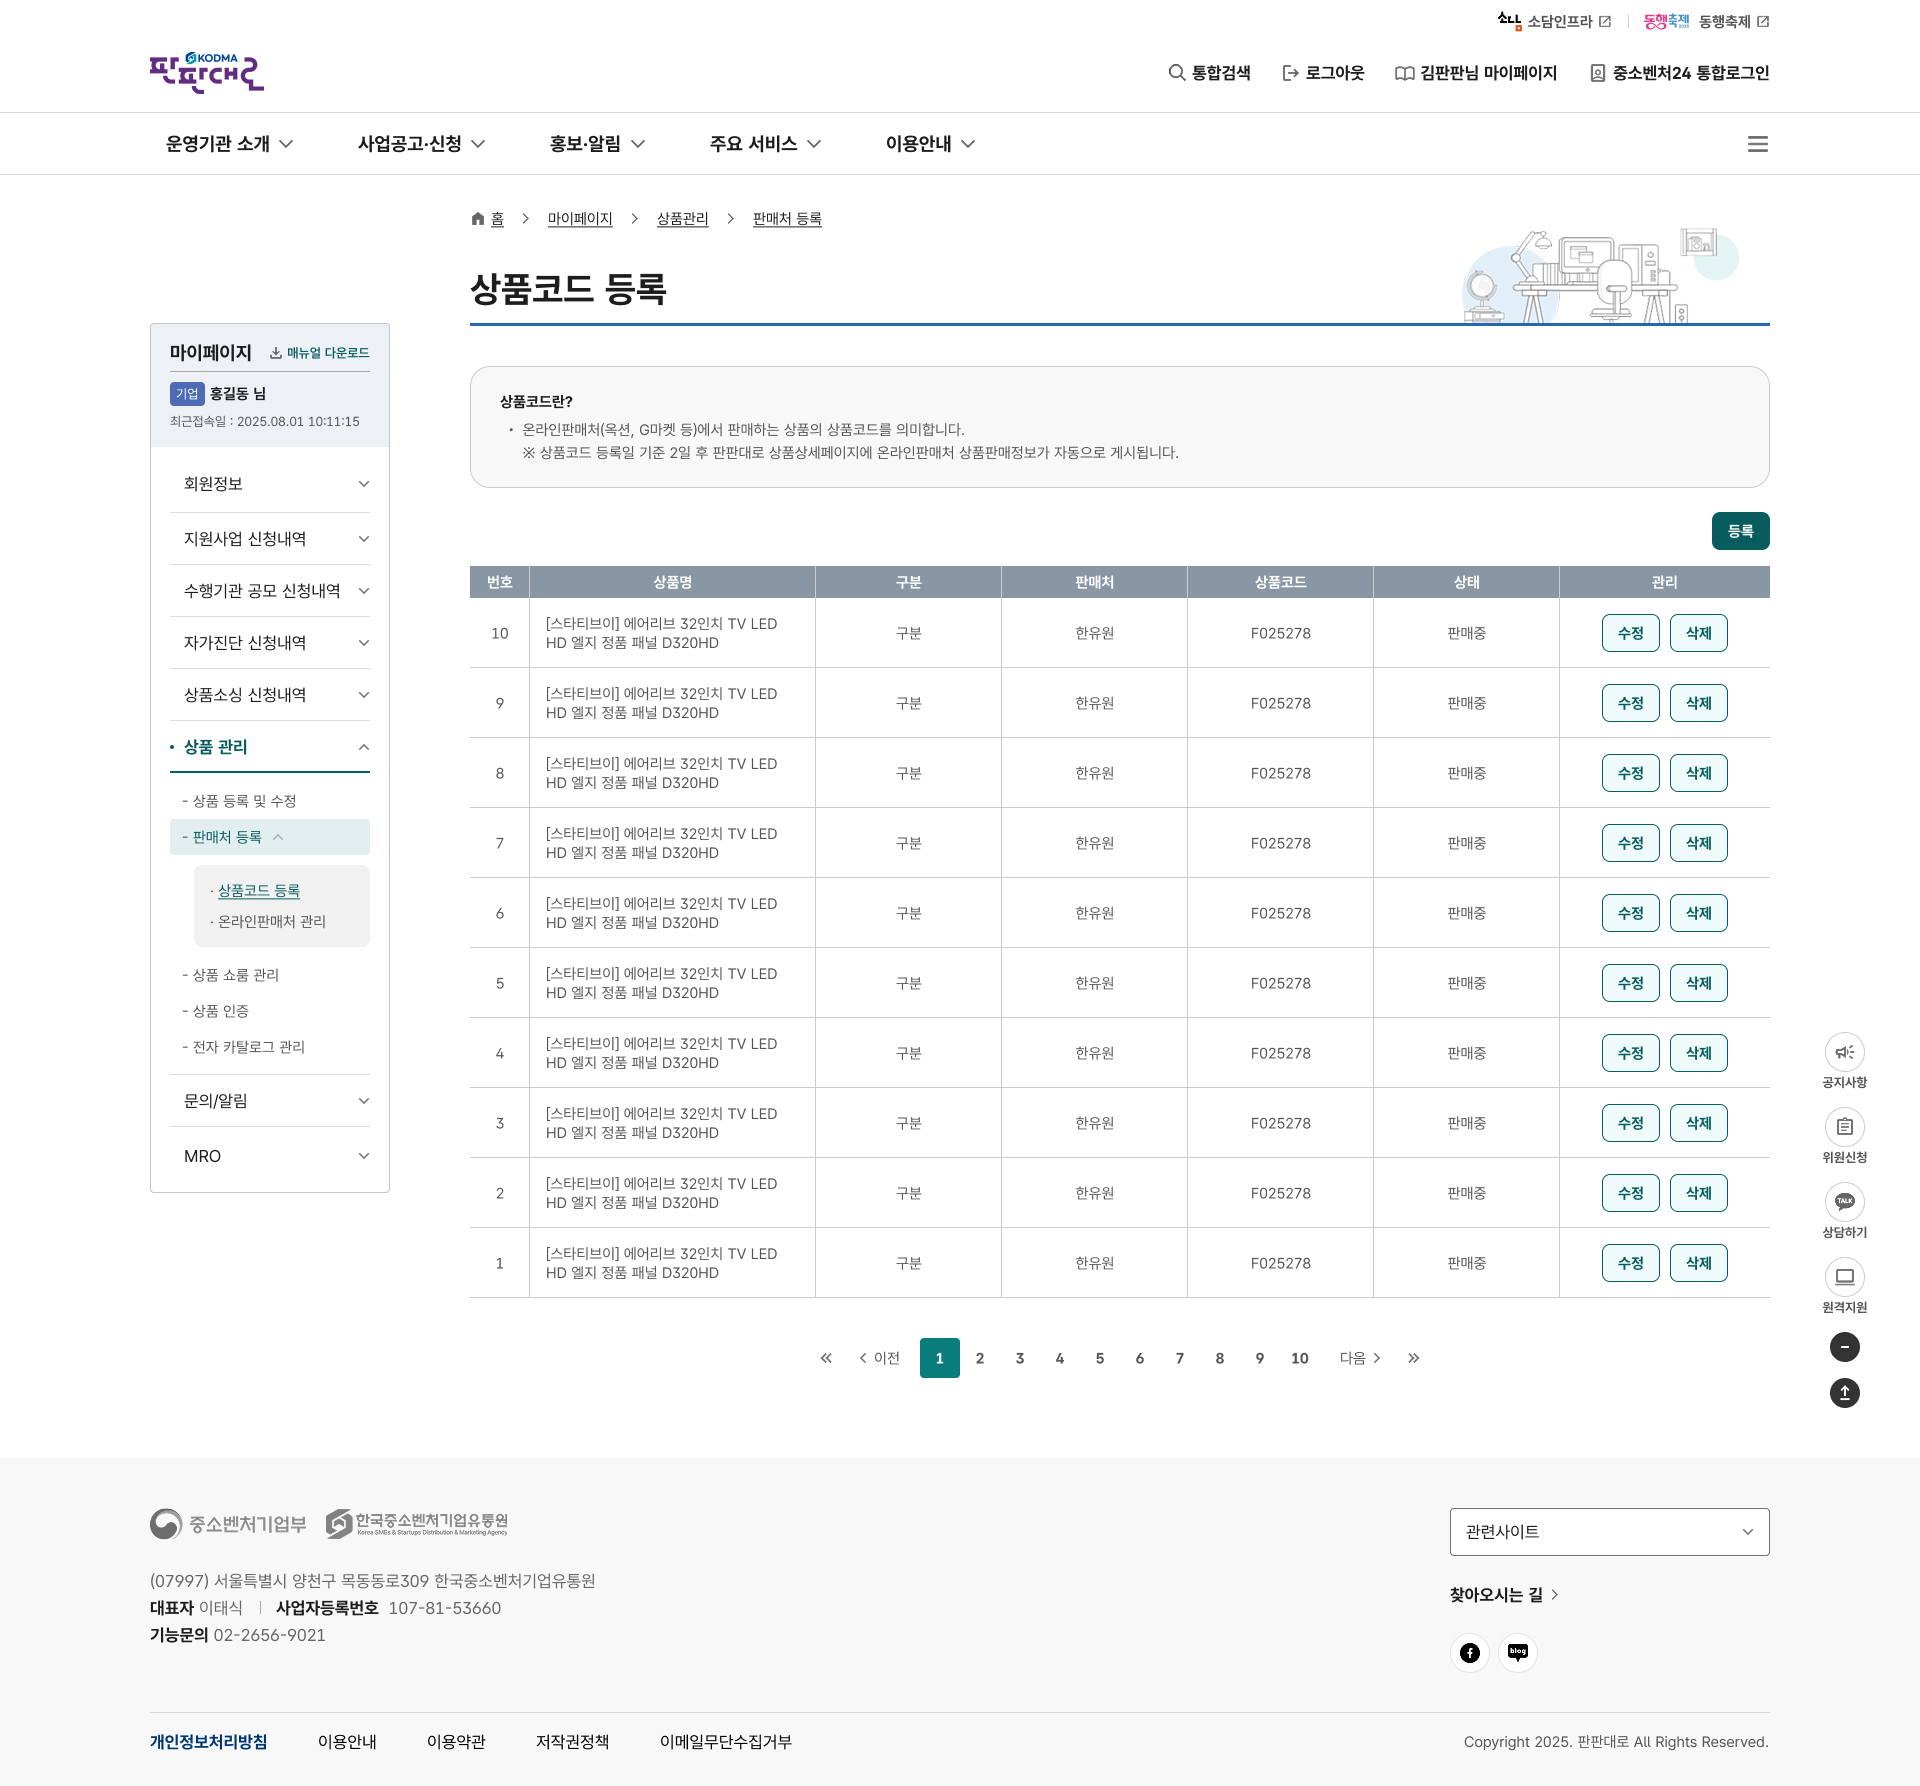 소담 소담인프라
동행축제 2025 동행축제
KODMA
판판대로
통합검색
로그아웃
김판판님 마이페이지
중소벤처24 통합로그인
운영기관 소개
사업공고·신청
홍보·알림
주요 서비스
이용안내
홈 > 마이페이지 > 상품관리 > 판매처 등록
상품코드 등록
마이페이지 매뉴얼 다운로드
기업 홍길동 님
최근접속일 : 2025.08.01 10:11:15
회원정보
지원사업 신청내역
수행기관 공모 신청내역
자가진단 신청내역
상품소싱 신청내역
• 상품 관리
- 상품 등록 및 수정
- 판매처 등록
· 상품코드 등록
· 온라인판매처 관리
- 상품 쇼룸 관리
- 상품 인증
- 전자 카탈로그 관리
문의/알림
MRO
상품코드란?
• 온라인판매처(옥션, G마켓 등)에서 판매하는 상품의 상품코드를 의미합니다.
※ 상품코드 등록일 기준 2일 후 판판대로 상품상세페이지에 온라인판매처 상품판매정보가 자동으로 게시됩니다.
등록
번호 상품명 구분 판매처 상품코드 상태 관리
10 [스타티브이] 에어리브 32인치 TV LED
HD 엘지 정품 패널 D320HD 구분 한유원 F025278 판매중 수정 삭제
9 [스타티브이] 에어리브 32인치 TV LED
HD 엘지 정품 패널 D320HD 구분 한유원 F025278 판매중 수정 삭제
8 [스타티브이] 에어리브 32인치 TV LED
HD 엘지 정품 패널 D320HD 구분 한유원 F025278 판매중 수정 삭제
7 [스타티브이] 에어리브 32인치 TV LED
HD 엘지 정품 패널 D320HD 구분 한유원 F025278 판매중 수정 삭제
6 [스타티브이] 에어리브 32인치 TV LED
HD 엘지 정품 패널 D320HD 구분 한유원 F025278 판매중 수정 삭제
5 [스타티브이] 에어리브 32인치 TV LED
HD 엘지 정품 패널 D320HD 구분 한유원 F025278 판매중 수정 삭제
4 [스타티브이] 에어리브 32인치 TV LED
HD 엘지 정품 패널 D320HD 구분 한유원 F025278 판매중 수정 삭제
3 [스타티브이] 에어리브 32인치 TV LED
HD 엘지 정품 패널 D320HD 구분 한유원 F025278 판매중 수정 삭제
2 [스타티브이] 에어리브 32인치 TV LED
HD 엘지 정품 패널 D320HD 구분 한유원 F025278 판매중 수정 삭제
1 [스타티브이] 에어리브 32인치 TV LED
HD 엘지 정품 패널 D320HD 구분 한유원 F025278 판매중 수정 삭제
« < 이전 1 2 3 4 5 6 7 8 9 10 다음 > »
공지사항
위원신청
TALK
상담하기
원격지원
중소벤처기업부
한국중소벤처기업유통원
Korea SMEs & Startups Distribution & Marketing Agency
(07997) 서울특별시 양천구 목동동로309 한국중소벤처기업유통원
대표자 이태식 | 사업자등록번호 107-81-53660
기능문의 02-2656-9021
관련사이트
찾아오시는 길 >
f blog
개인정보처리방침
이용안내
이용약관
저작권정책
이메일무단수집거부
Copyright 2025. 판판대로 All Rights Reserved.